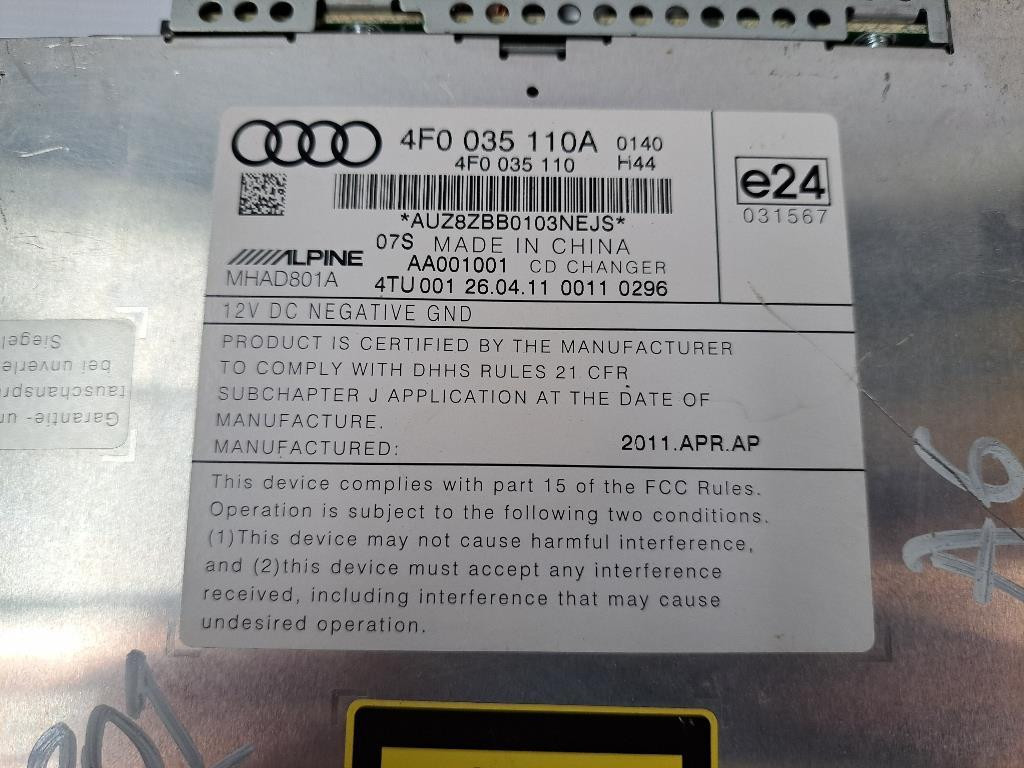 4F0 035 110A 0140
4F0 035 110 H44
*AUZ8ZBB0103NEJS*
07S MADE IN CHINA
ALPINE AA001001 CD CHANGER
MHAD801A 4TU 001 26.04.11 0011 0296
e24
031567
12V DC NEGATIVE GND
PRODUCT IS CERTIFIED BY THE MANUFACTURER
TO COMPLY WITH DHHS RULES 21 CFR
SUBCHAPTER J APPLICATION AT THE DATE OF
MANUFACTURE.
MANUFACTURED: 2011.APR.AP
This device complies with part 15 of the FCC Rules.
Operation is subject to the following two conditions.
(1)This device may not cause harmful interference,
and (2)this device must accept any interference
received, including interference that may cause
undesired operation.
Garantie-
bei
Siegel
A6